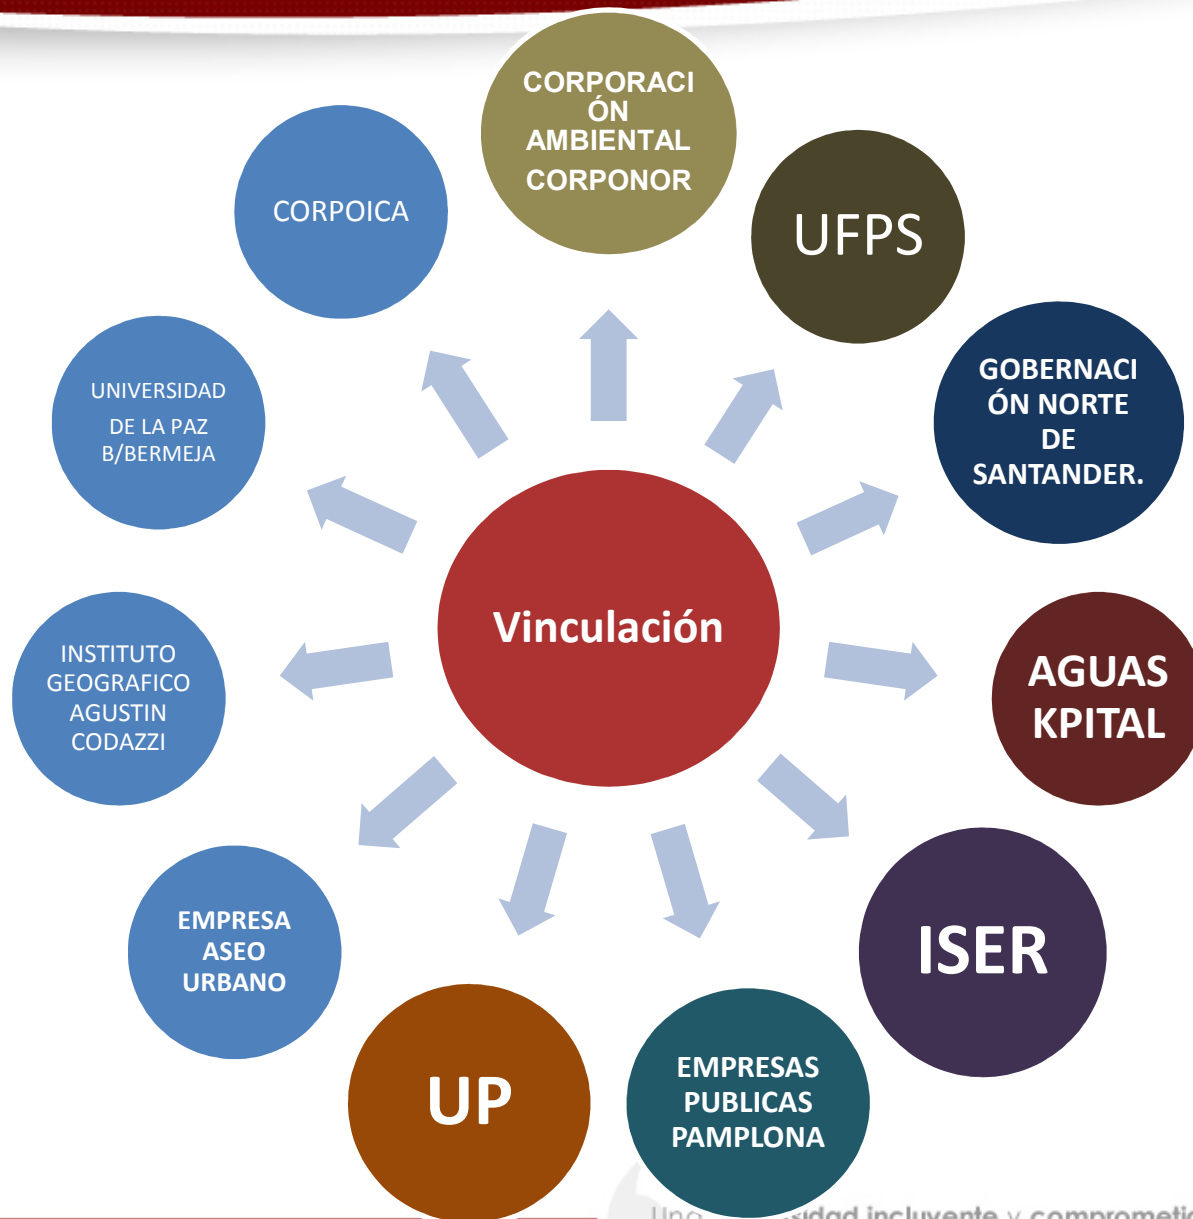 CORPORACI
ÓN
AMBIENTAL
CORPONOR
UFPS
GOBERNACI
ÓN NORTE
DE
SANTANDER.
AGUAS
KPITAL
ISER
EMPRESAS
PUBLICAS
PAMPLONA
UP
EMPRESA
ASEO
URBANO
INSTITUTO
GEOGRAFICO
AGUSTIN
CODAZZI
UNIVERSIDAD
DE LA PAZ
B/BERMEJA
CORPOICA
Vinculación
incluyente y